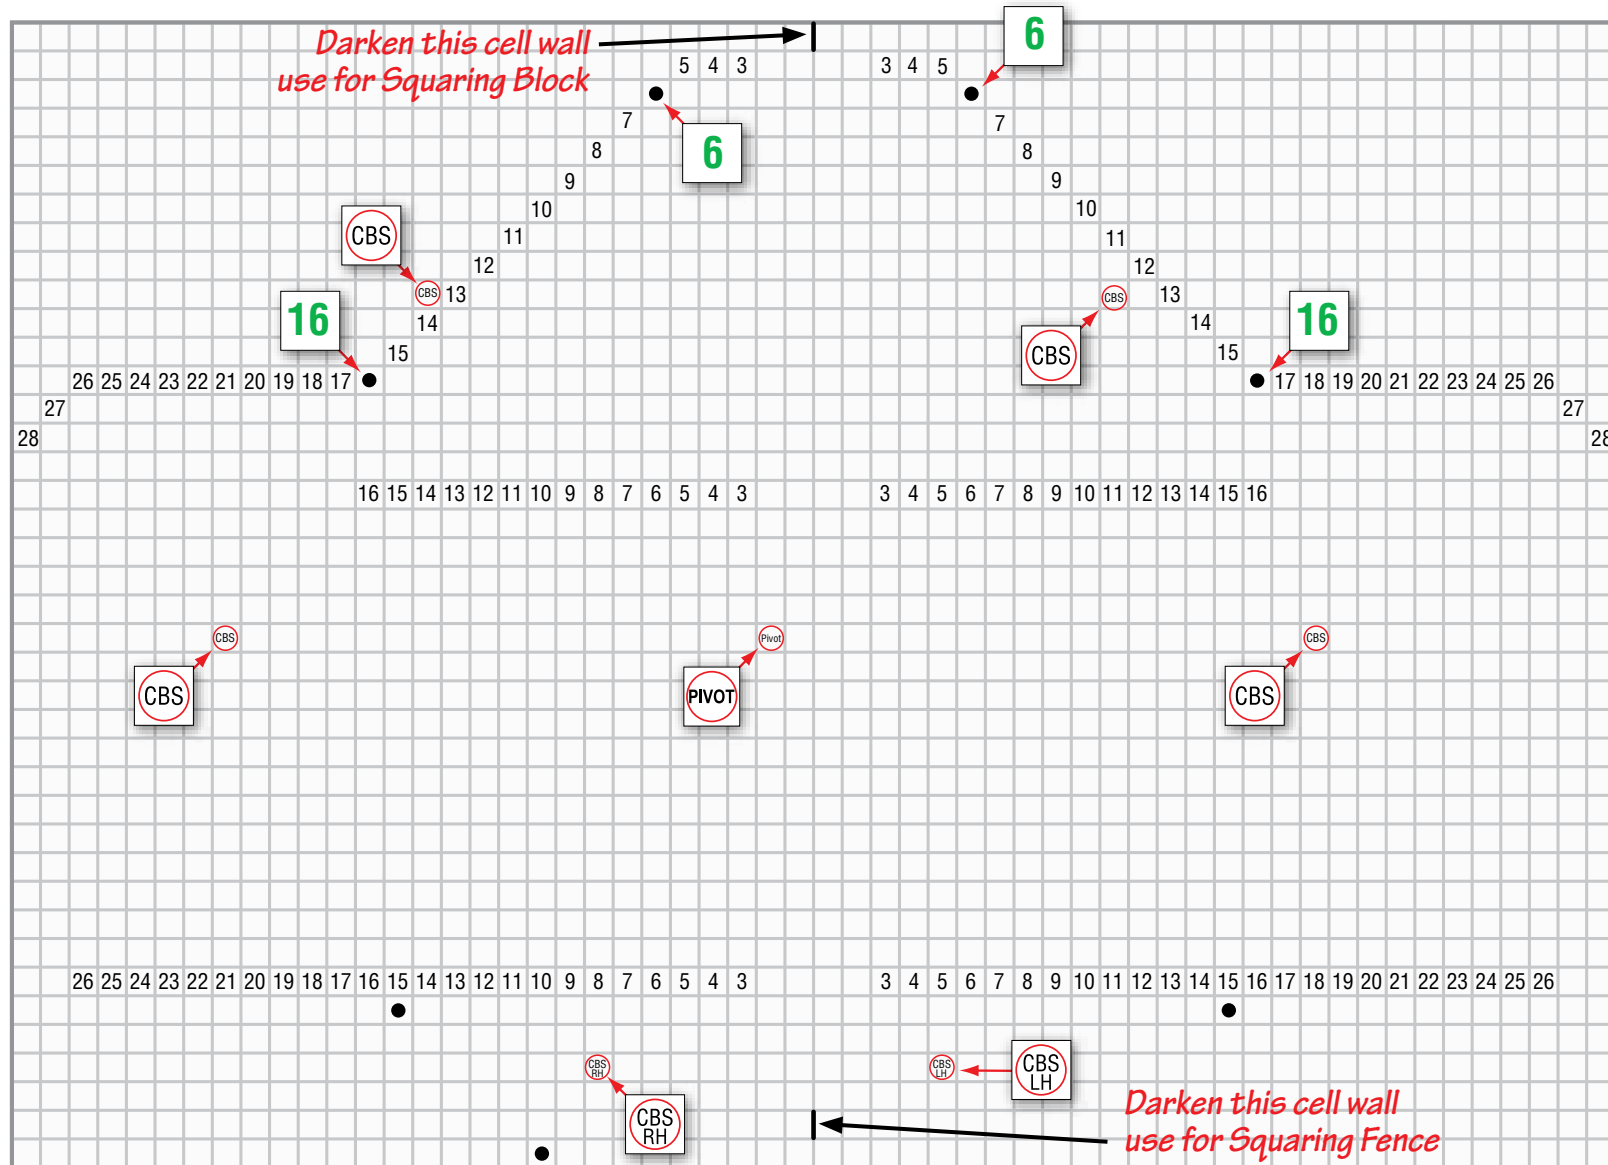 Darken this cell wall
use for Squaring Block
6
5 4 3
3 4 5
7
7
6
8
8
9
9
10
10
CBS
11
11
12
12
CBS 13
CBS
13
16
14
14
16
15
CBS
15
26 25 24 23 22 21 20 19 18 17
17 18 19 20 21 22 23 24 25 26
27
27
28
28
16 15 14 13 12 11 10 9 8 7 6 5 4 3
3 4 5 6 7 8 9 10 11 12 13 14 15 16
CBS
Pivot
CBS
CBS
PIVOT
CBS
26 25 24 23 22 21 20 19 18 17 16 15 14 13 12 11 10 9 8 7 6 5 4 3
3 4 5 6 7 8 9 10 11 12 13 14 15 16 17 18 19 20 21 22 23 24 25 26
CBS
RH
CBS
LH
CBS
LH
CBS
RH
Darken this cell wall
use for Squaring Fence